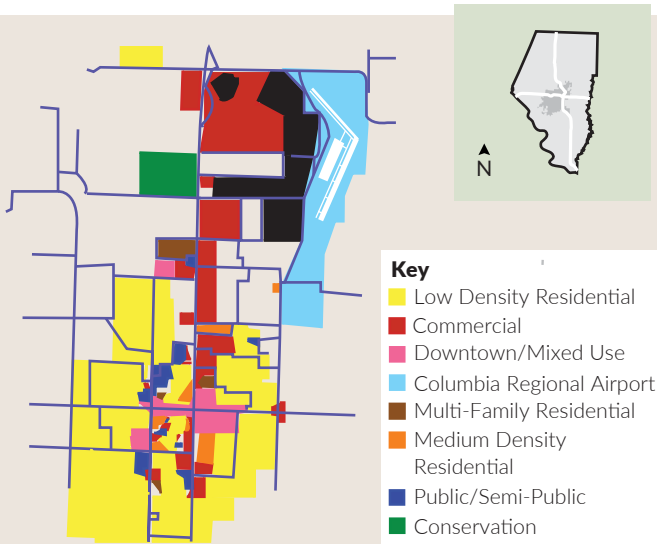 N
Key
Low Density Residential
Commercial
Downtown/Mixed Use
Columbia Regional Airport
Multi-Family Residential
Medium Density
Residential
Public/Semi-Public
Conservation